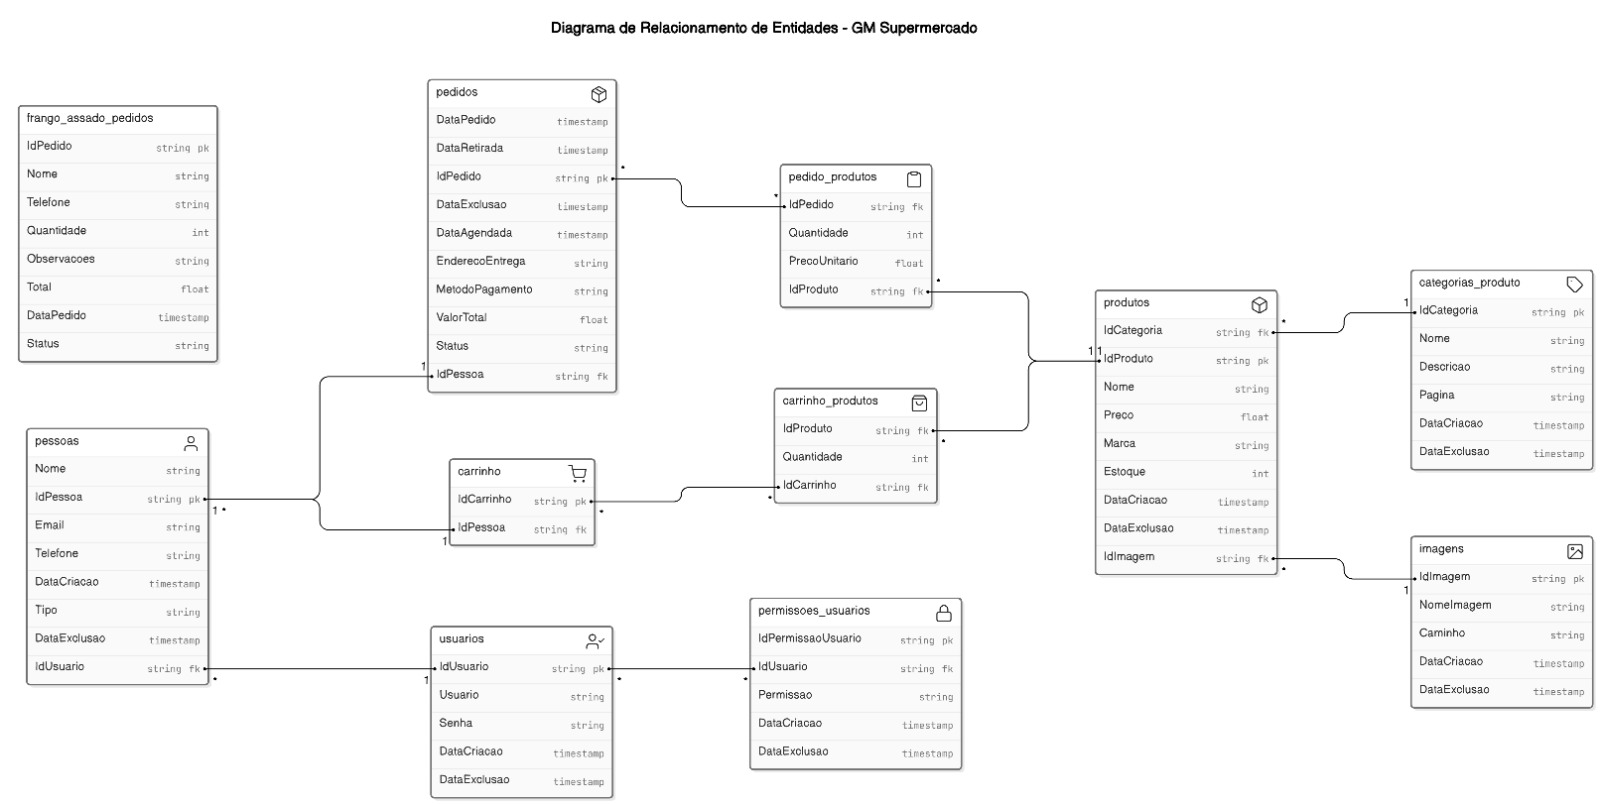 Diagrama de Relacionamento de Entidades - GM Supermercado
frango_assado_pedidos
IdPedido string pk
Nome string
Telefone string
Quantidade int
Observacoes string
Total float
DataPedido timestamp
Status string
pedidos
DataPedido timestamp
DataRetirada timestamp
IdPedido string pk
DataExclusao timestamp
DataAgendada timestamp
EnderecoEntrega string
MetodoPagamento string
ValorTotal float
Status string
1 IdPessoa string fk
pedido_produtos
* IdPedido string fk
Quantidade int
PrecoUnitario float
IdProduto string fk *
produtos
IdCategoria string fk *
1 1 IdProduto string pk
Nome string
Preco float
Marca string
Estoque int
DataCriacao timestamp
DataExclusao timestamp
IdImagem string fk *
categorias_produto
1 IdCategoria string pk
Nome string
Descricao string
Pagina string
DataCriacao timestamp
DataExclusao timestamp
pessoas
Nome string
IdPessoa string pk 1 *
Email string
Telefone string
DataCriacao timestamp
Tipo string
DataExclusao timestamp
IdUsuario string fk *
carrinho
IdCarrinho string pk *
1 IdPessoa string fk
carrinho_produtos
IdProduto string fk *
Quantidade int
* IdCarrinho string fk
imagens
1 IdImagem string pk
NomeImagem string
Caminho string
DataCriacao timestamp
DataExclusao timestamp
usuarios
1 IdUsuario string pk *
Usuario string
Senha string
DataCriacao timestamp
DataExclusao timestamp
permissoes_usuarios
IdPermissaoUsuario string pk
* IdUsuario string fk
Permissao string
DataCriacao timestamp
DataExclusao timestamp